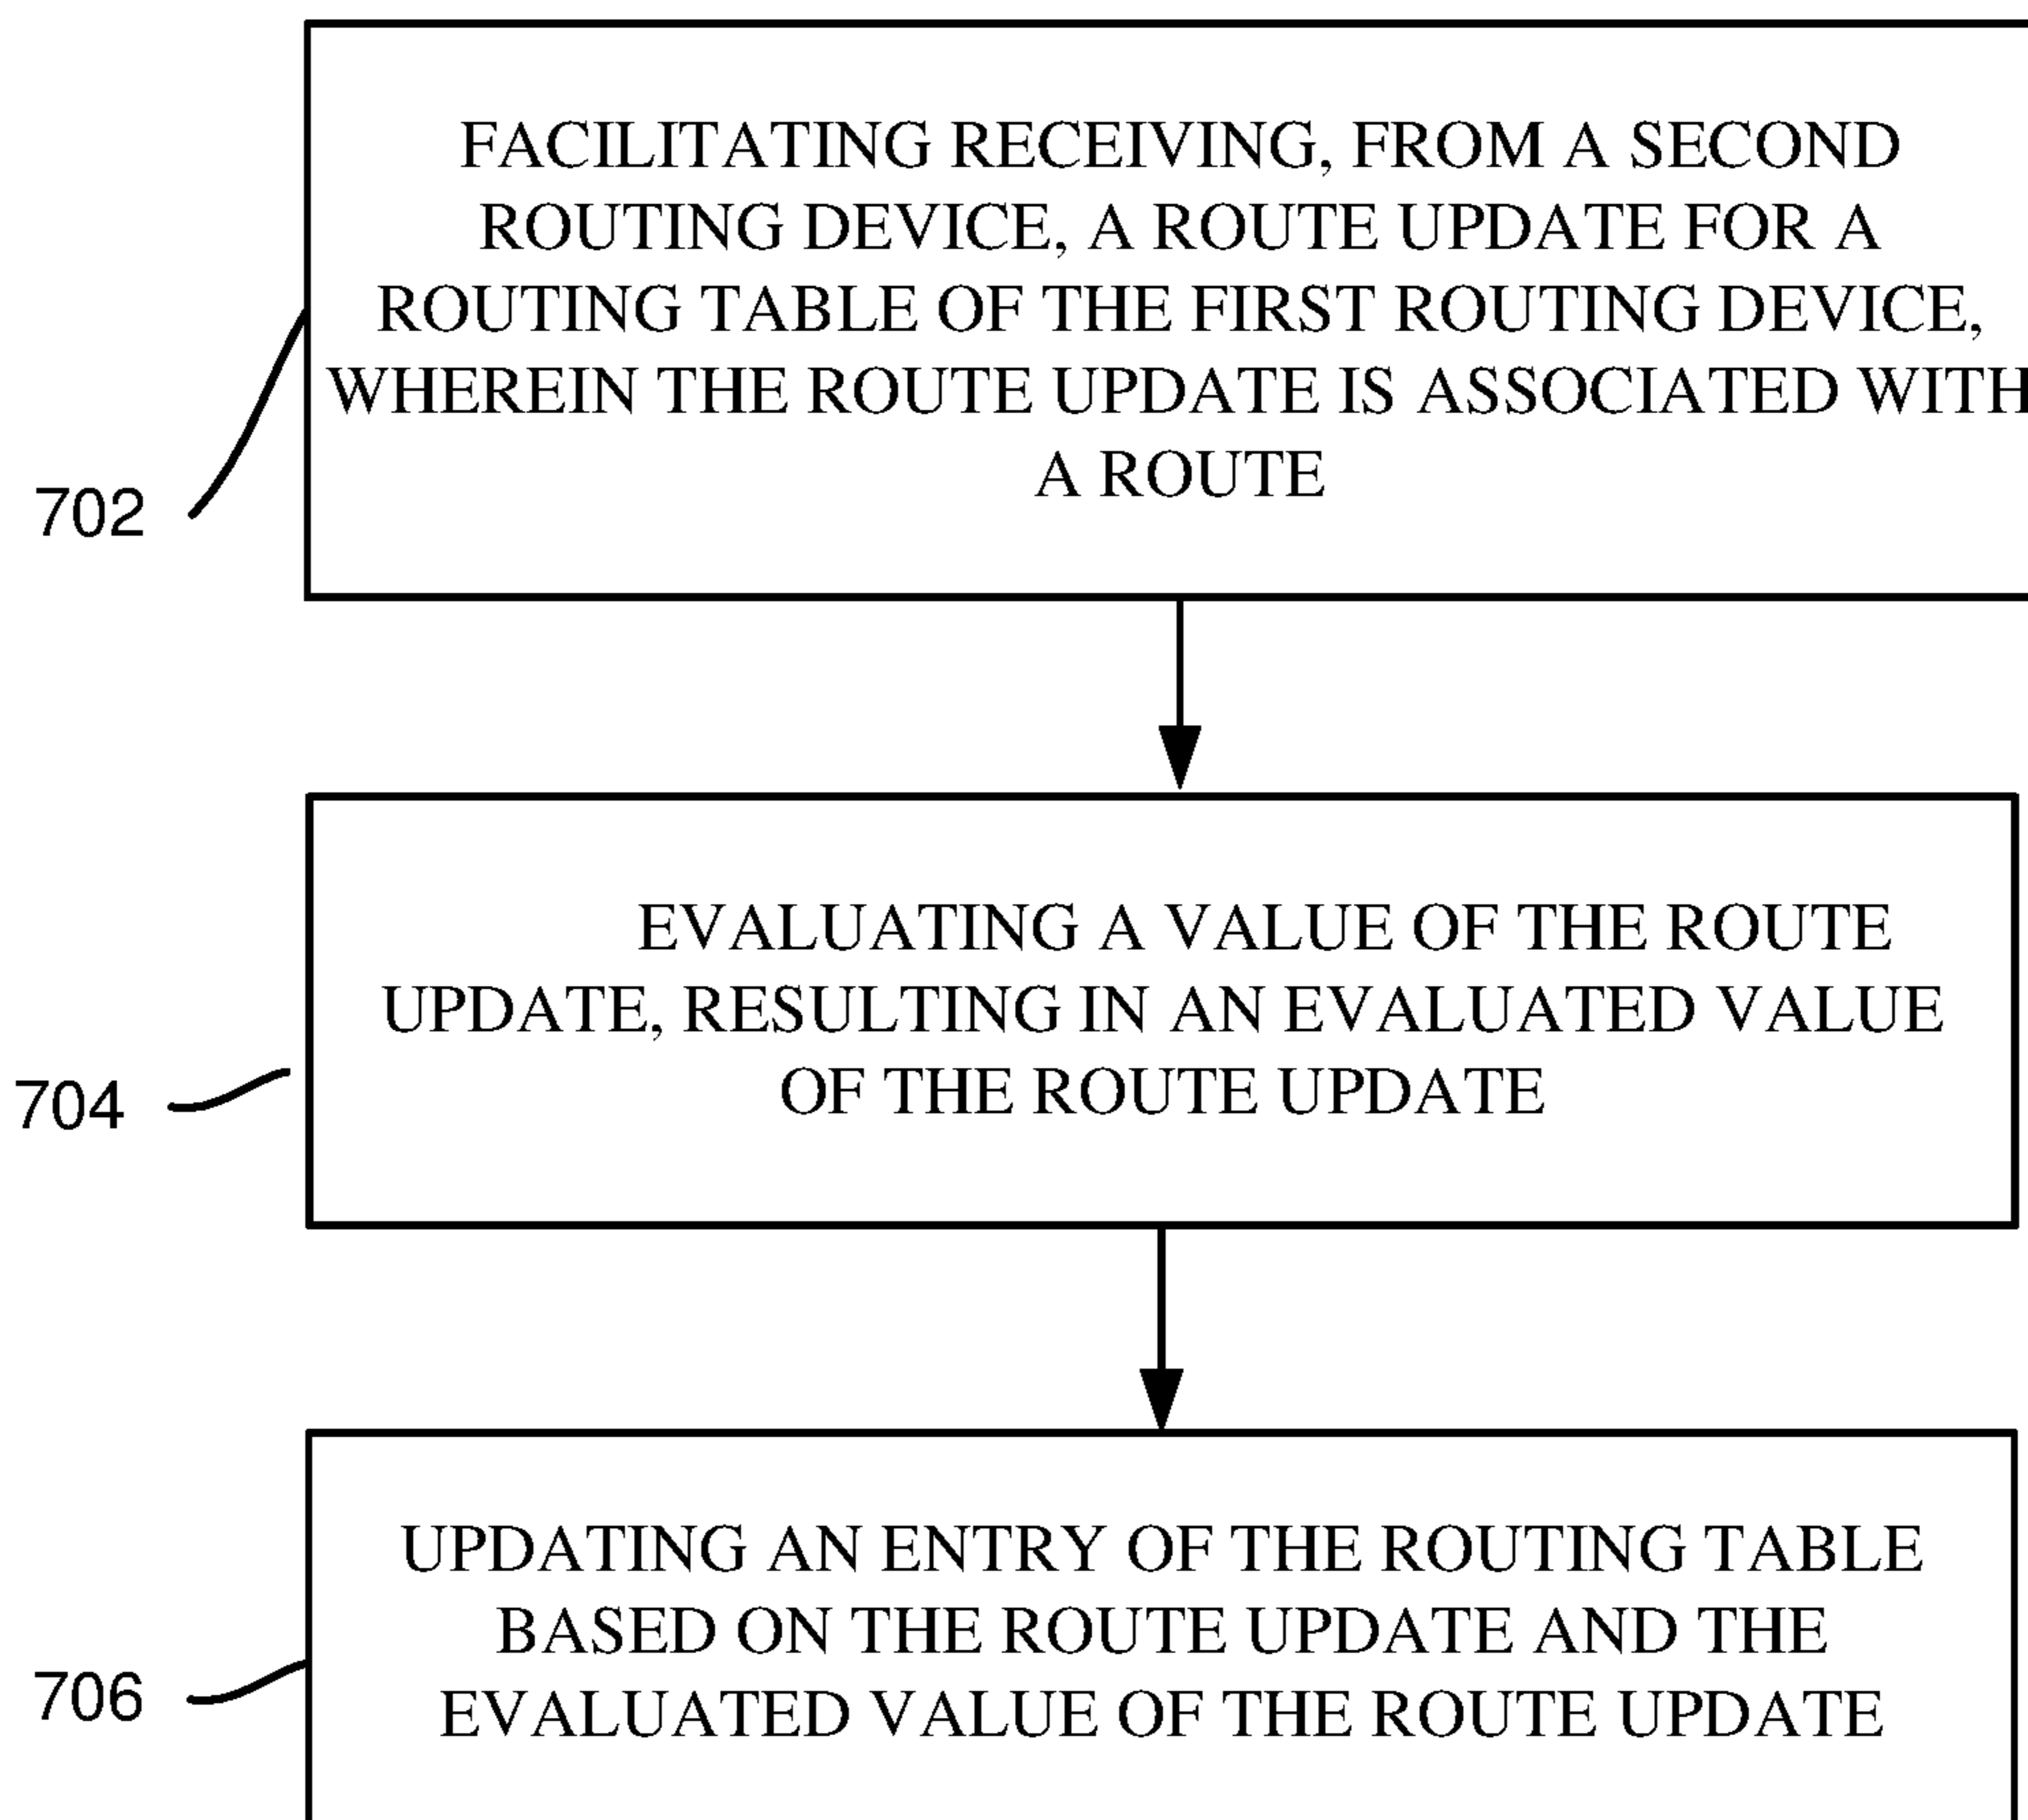 FACILITATING RECEIVING, FROM A SECOND
ROUTING DEVICE, A ROUTE UPDATE FOR A
ROUTING TABLE OF THE FIRST ROUTING DEVICE,
WHEREIN THE ROUTE UPDATE IS ASSOCIATED WITH
A ROUTE
702
EVALUATING A VALUE OF THE ROUTE
UPDATE, RESULTING IN AN EVALUATED VALUE
OF THE ROUTE UPDATE
704
UPDATING AN ENTRY OF THE ROUTING TABLE
BASED ON THE ROUTE UPDATE AND THE
EVALUATED VALUE OF THE ROUTE UPDATE
706